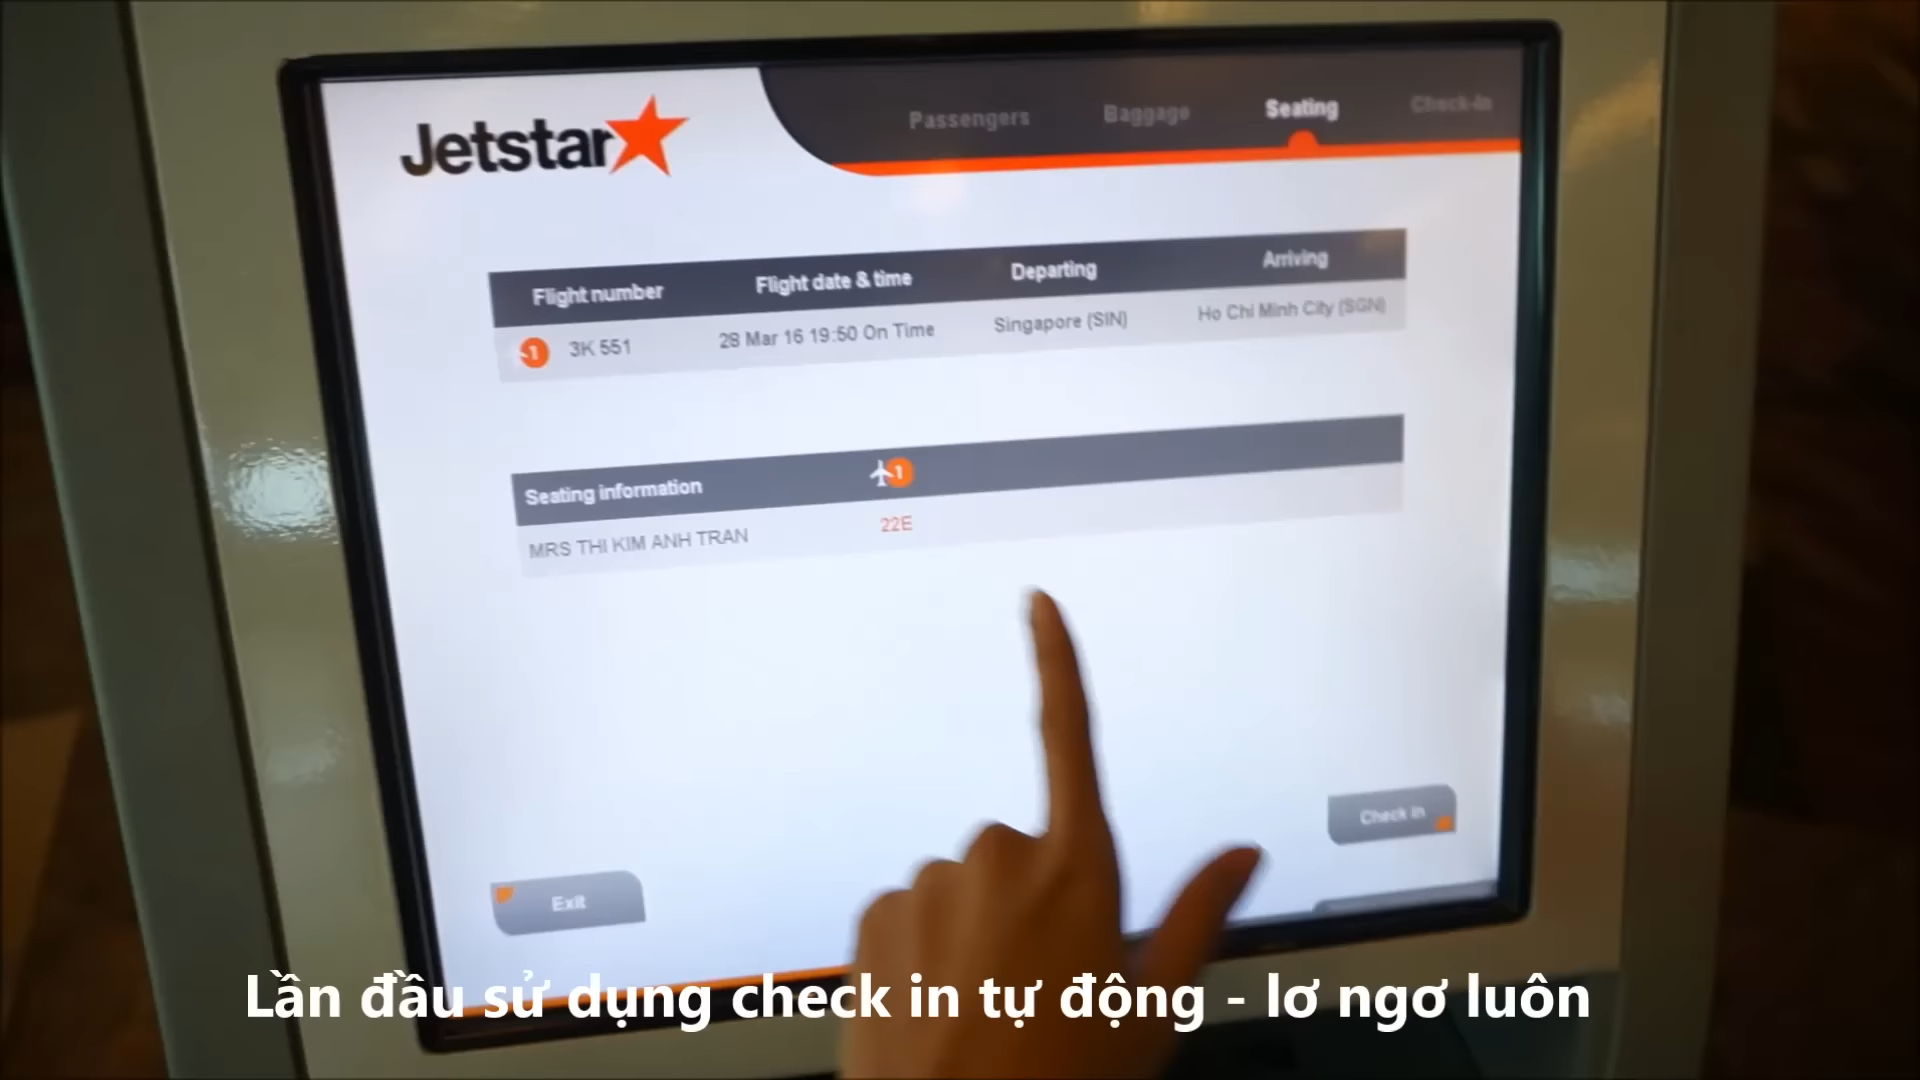 Jetstar
Passengers Baggage Seating Check-in
Flight number Flight date & time Departing Arriving
1 3K 551 28 Mar 16 19:50 On Time Singapore (SIN) Ho Chi Minh City (SGN)
Seating information 1
MRS THI KIM ANH TRAN 22E
Check in
Exit
Lần đầu sử dụng check in tự động - lơ ngơ luôn